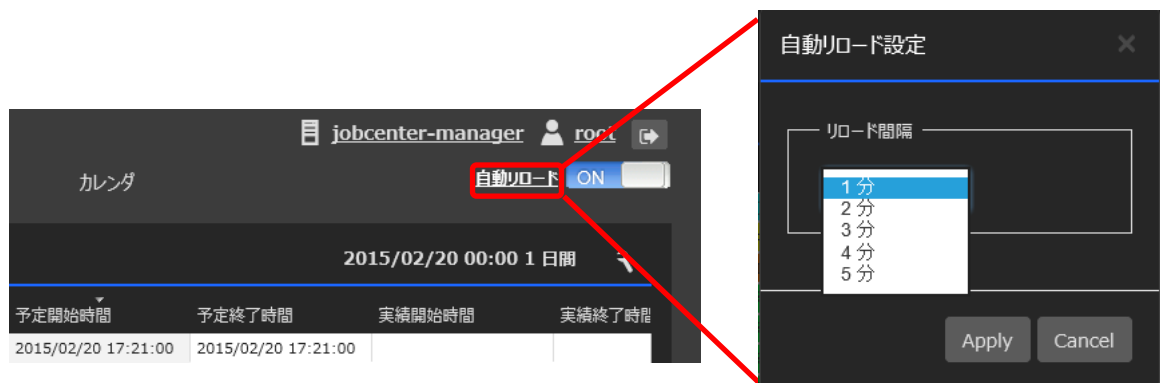 jobcenter-manager root
カレンダ
自動リロード ON
2015/02/20 00:00 1 日間
予定開始時間 予定終了時間 実績開始時間 実績終了時間
2015/02/20 17:21:00 2015/02/20 17:21:00
自動リロード設定
リロード間隔
1 分
2 分
3 分
4 分
5 分
Apply Cancel